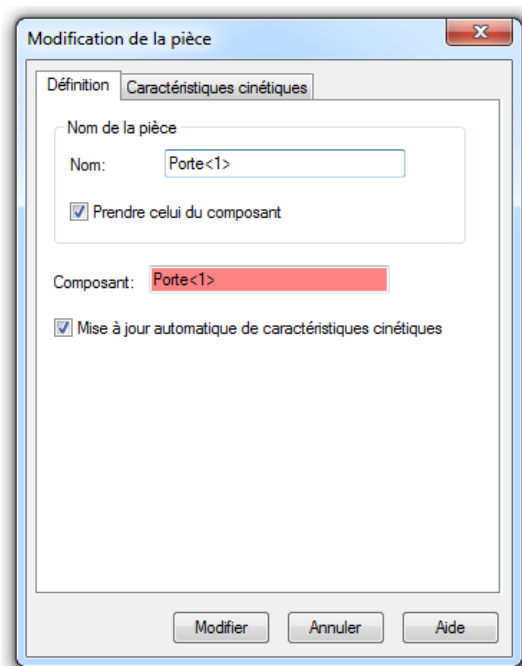 Modification de la pièce
Définition
Caractéristiques cinétiques
Nom de la pièce
Nom:
Porte<1>
Prendre celui du composant
Composant:
Porte<1>
Mise à jour automatique de caractéristiques cinétiques
Modifier
Annuler
Aide